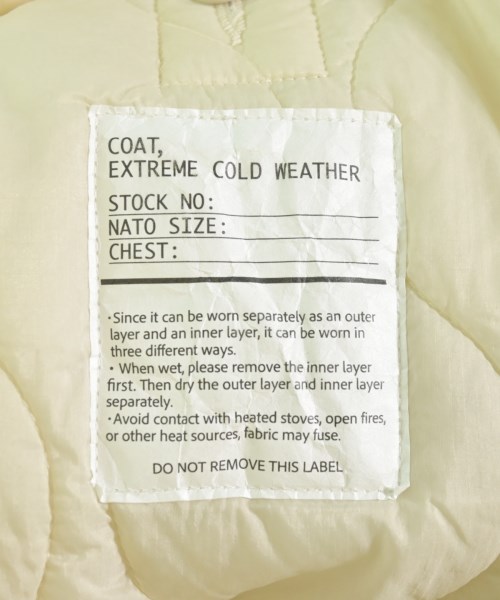 COAT,
EXTREME COLD WEATHER
STOCK NO:
NATO SIZE:
CHEST:
・Since it can be worn separately as an outer
layer and an inner layer, it can be worn in
three different ways.
・ When wet, please remove the inner layer
first. Then dry the outer layer and inner layer
separately.
・Avoid contact with heated stoves, open fires,
or other heat sources, fabric may fuse.
DO NOT REMOVE THIS LABEL